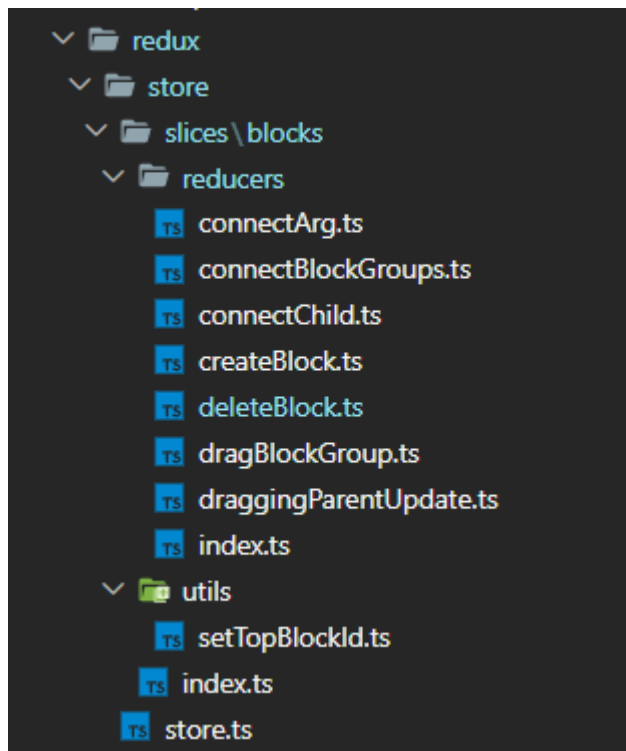 redux
store
slices\blocks
reducers
TS connectArg.ts
TS connectBlockGroups.ts
TS connectChild.ts
TS createBlock.ts
TS deleteBlock.ts
TS dragBlockGroup.ts
TS draggingParentUpdate.ts
TS index.ts
utils
TS setTopBlockId.ts
TS index.ts
TS store.ts